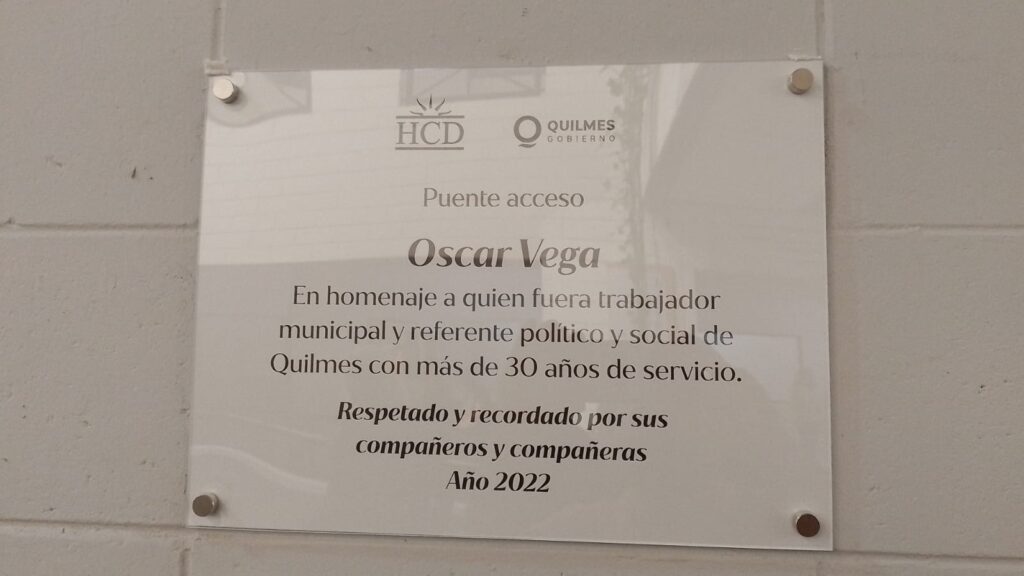 HCD
QUILMES
GOBIERNO
Puente acceso
Oscar Vega
En homenaje a quien fuera trabajador
municipal y referente político y social de
Quilmes con más de 30 años de servicio.
Respetado y recordado por sus
compañeros y compañeras
Año 2022